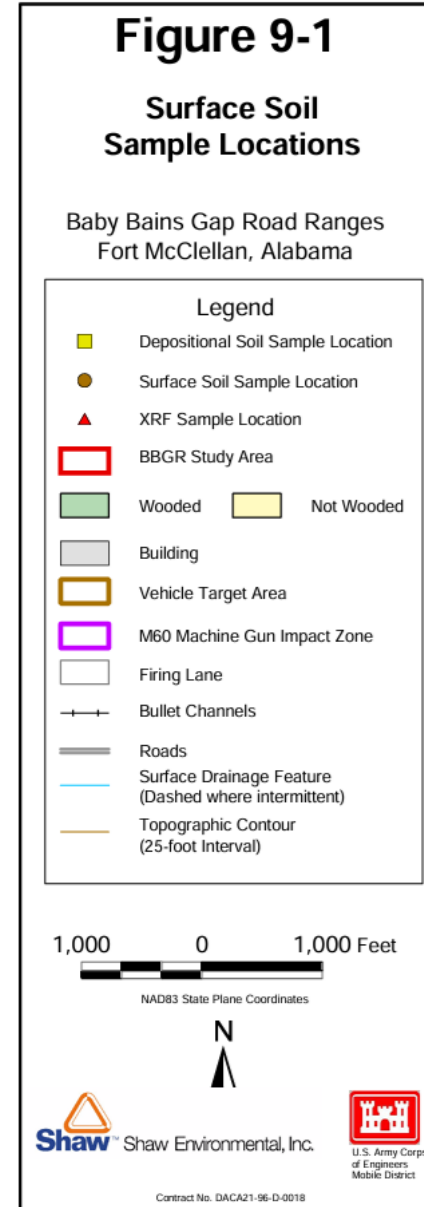 Figure 9-1
Surface Soil
Sample Locations
Baby Bains Gap Road Ranges
Fort McClellan, Alabama
Legend
Depositional Soil Sample Location
Surface Soil Sample Location
XRF Sample Location
BBGR Study Area
Wooded Not Wooded
Building
Vehicle Target Area
M60 Machine Gun Impact Zone
Firing Lane
Bullet Channels
Roads
Surface Drainage Feature
(Dashed where intermittent)
Topographic Contour
(25-foot Interval)
1,000 0 1,000 Feet
NAD83 State Plane Coordinates
N
Shaw™ Shaw Environmental, Inc.
U.S. Army Corps
of Engineers
Mobile District
Contract No. DACA21-96-D-0018